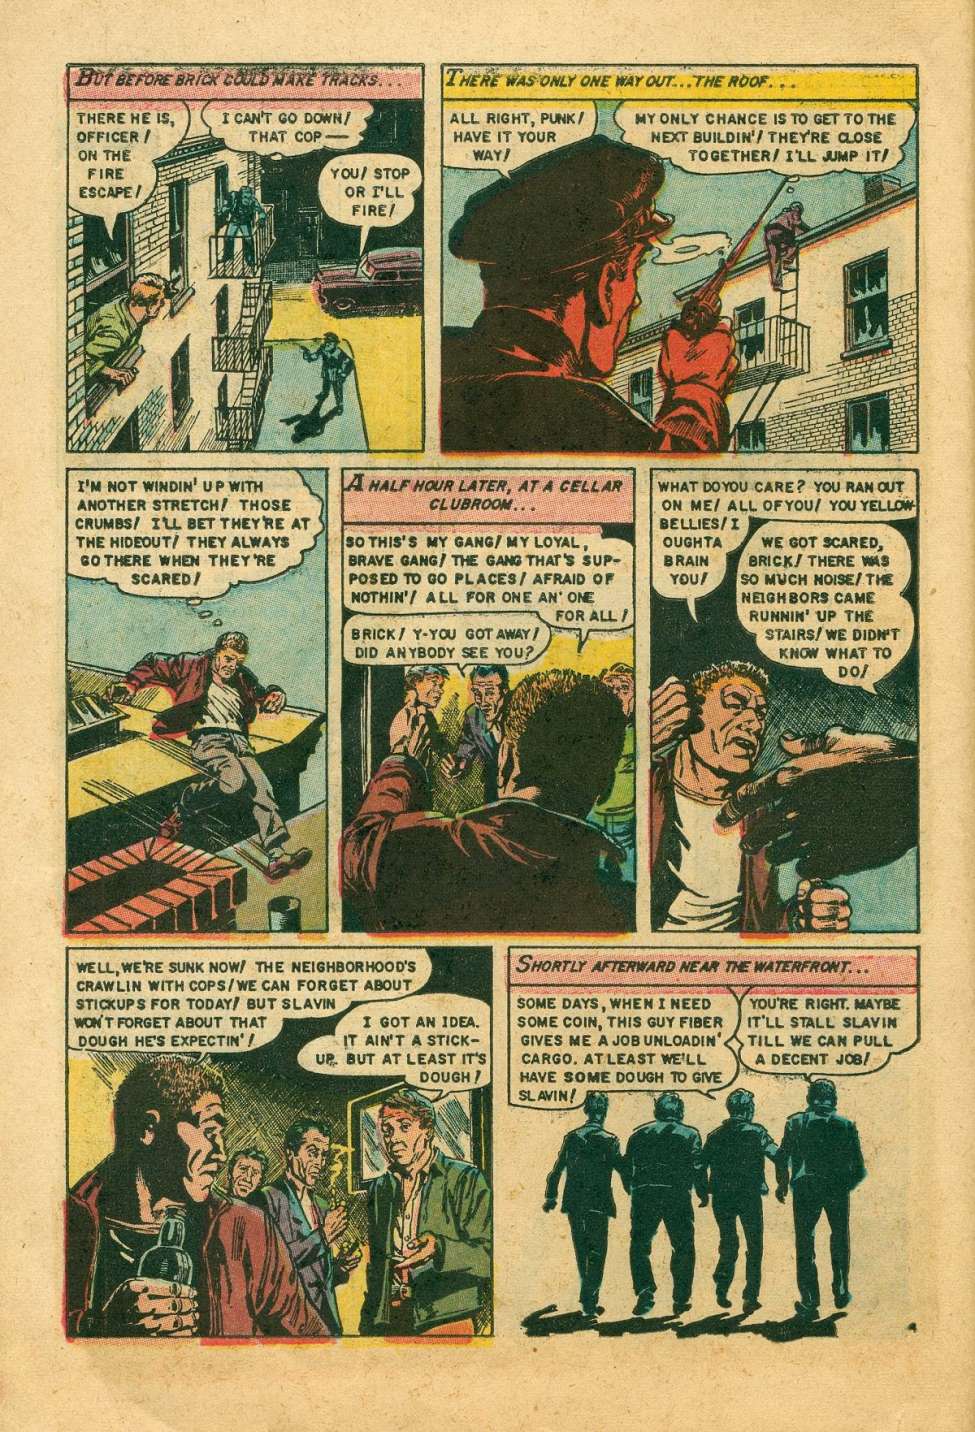 BUT BEFORE BRICK COULD MAKE TRACKS...
THERE HE IS,
OFFICER!
ON THE
FIRE
ESCAPE!
I CAN'T GO DOWN!
THAT COP—
YOU! STOP
OR I'LL
FIRE!
THERE WAS ONLY ONE WAY OUT...THE ROOF...
ALL RIGHT, PUNK!
HAVE IT YOUR
WAY!
MY ONLY CHANCE IS TO GET TO THE
NEXT BUILDIN'! THEY'RE CLOSE
TOGETHER! I'LL JUMP IT!
I'M NOT WINDIN' UP WITH
ANOTHER STRETCH! THOSE
CRUMBS! I'LL BET THEY'RE AT
THE HIDEOUT! THEY ALWAYS
GO THERE WHEN THEY'RE
SCARED!
A HALF HOUR LATER, AT A CELLAR
CLUBROOM...
SO THIS'S MY GANG! MY LOYAL,
BRAVE GANG! THE GANG THAT'S SUP-
POSED TO GO PLACES! AFRAID OF
NOTHIN'! ALL FOR ONE AN' ONE
FOR ALL!
BRICK! Y-YOU GOT AWAY!
DID ANYBODY SEE YOU?
WHAT DO YOU CARE? YOU RAN OUT
ON ME! ALL OF YOU! YOU YELLOW-
BELLIES! I
OUGHTA
BRAIN
YOU!
WE GOT SCARED,
BRICK! THERE WAS
SO MUCH NOISE! THE
NEIGHBORS CAME
RUNNIN' UP THE
STAIRS! WE DIDN'T
KNOW WHAT TO
DO!
WELL, WE'RE SUNK NOW! THE NEIGHBORHOOD'S
CRAWLIN WITH COPS! WE CAN FORGET ABOUT
STICKUPS FOR TODAY! BUT SLAVIN
WON'T FORGET ABOUT THAT
DOUGH HE'S EXPECTIN'!
I GOT AN IDEA.
IT AIN'T A STICK-
UP. BUT AT LEAST IT'S
DOUGH!
SHORTLY AFTERWARD NEAR THE WATERFRONT...
SOME DAYS, WHEN I NEED
SOME COIN, THIS GUY FIBER
GIVES ME A JOB UNLOADIN'
CARGO. AT LEAST WE'LL
HAVE SOME DOUGH TO GIVE
SLAVIN!
YOU'RE RIGHT. MAYBE
IT'LL STALL SLAVIN
TILL WE CAN PULL
A DECENT JOB!